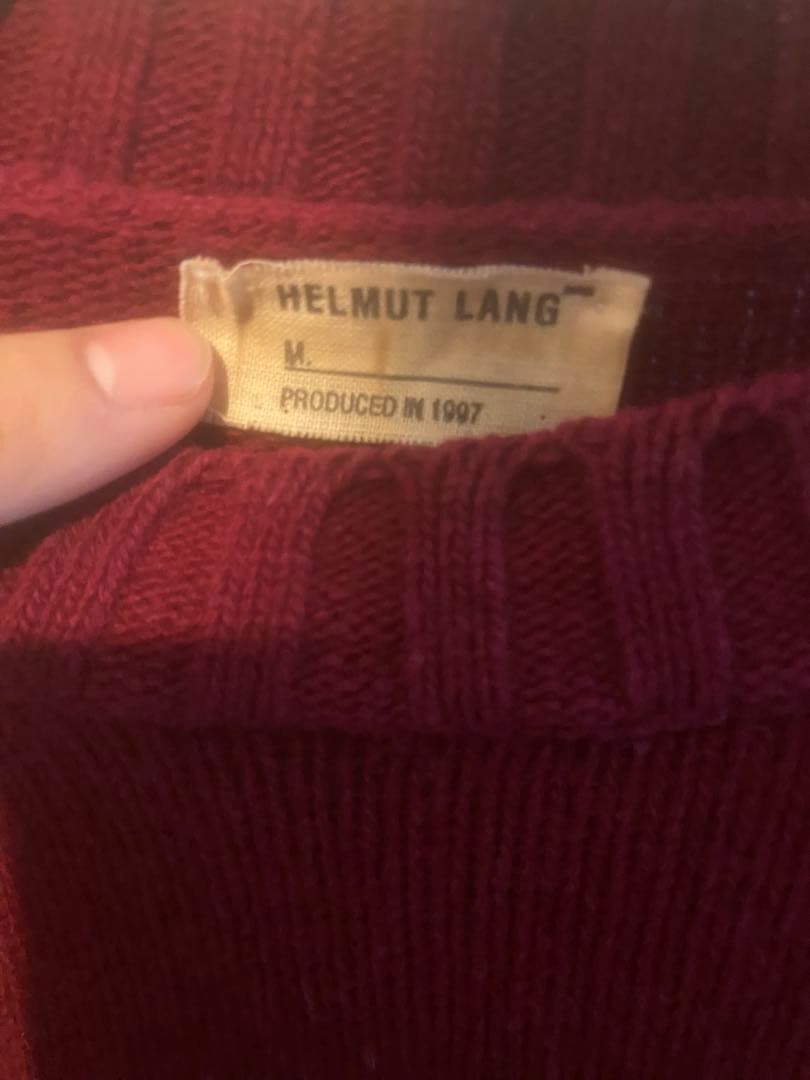 HELMUT LANG
M.
PRODUCED IN 1997